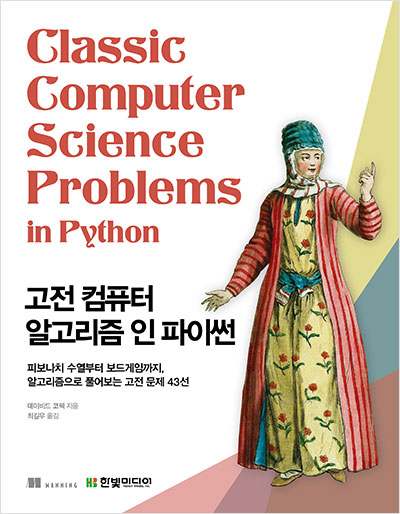 Classic
Computer
Science
Problems
in Python
고전 컴퓨터
알고리즘 인 파이썬
피보나치 수열부터 보드게임까지,
알고리즘으로 풀어보는 고전 문제 43선
데이비드 코펙 지음
최길우 옮김
MANNING
HB 한빛미디어